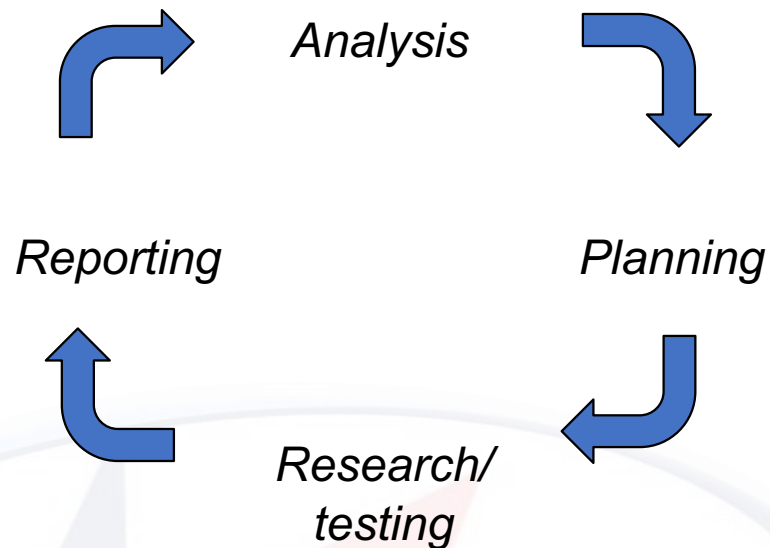 Analysis
Reporting
Planning
Research/
testing